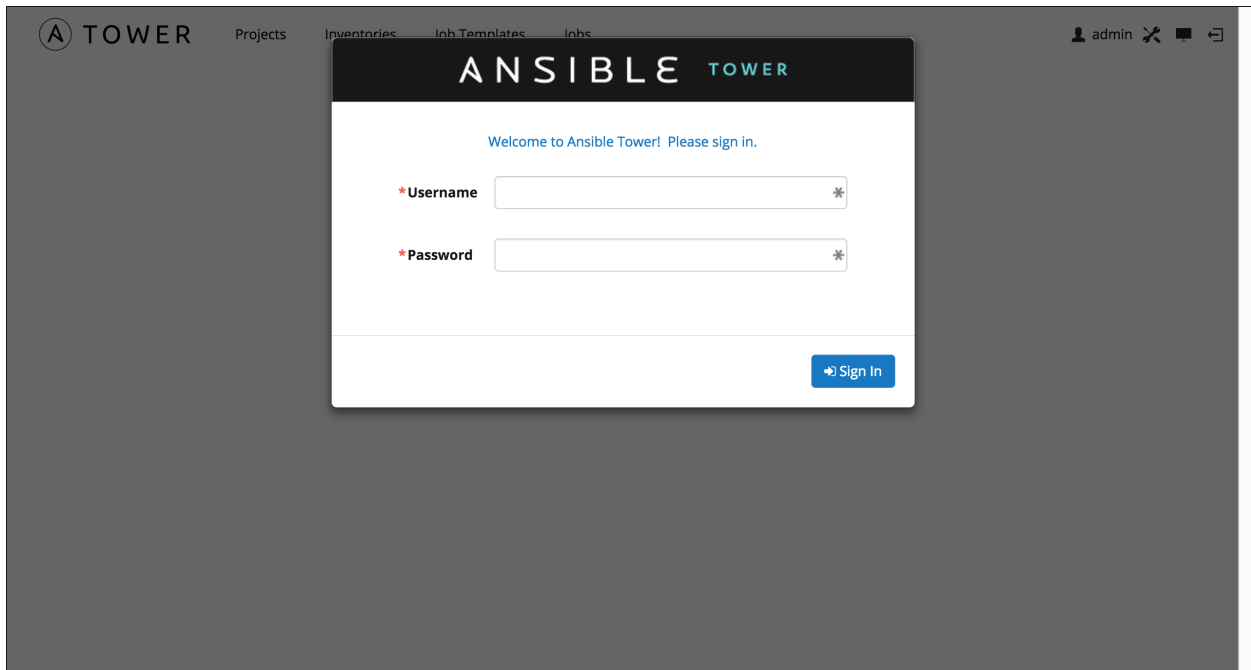 TOWER Projects Inventories Job Templates Jobs admin
ANSIBLE TOWER
Welcome to Ansible Tower! Please sign in.
*Username
*Password
Sign In